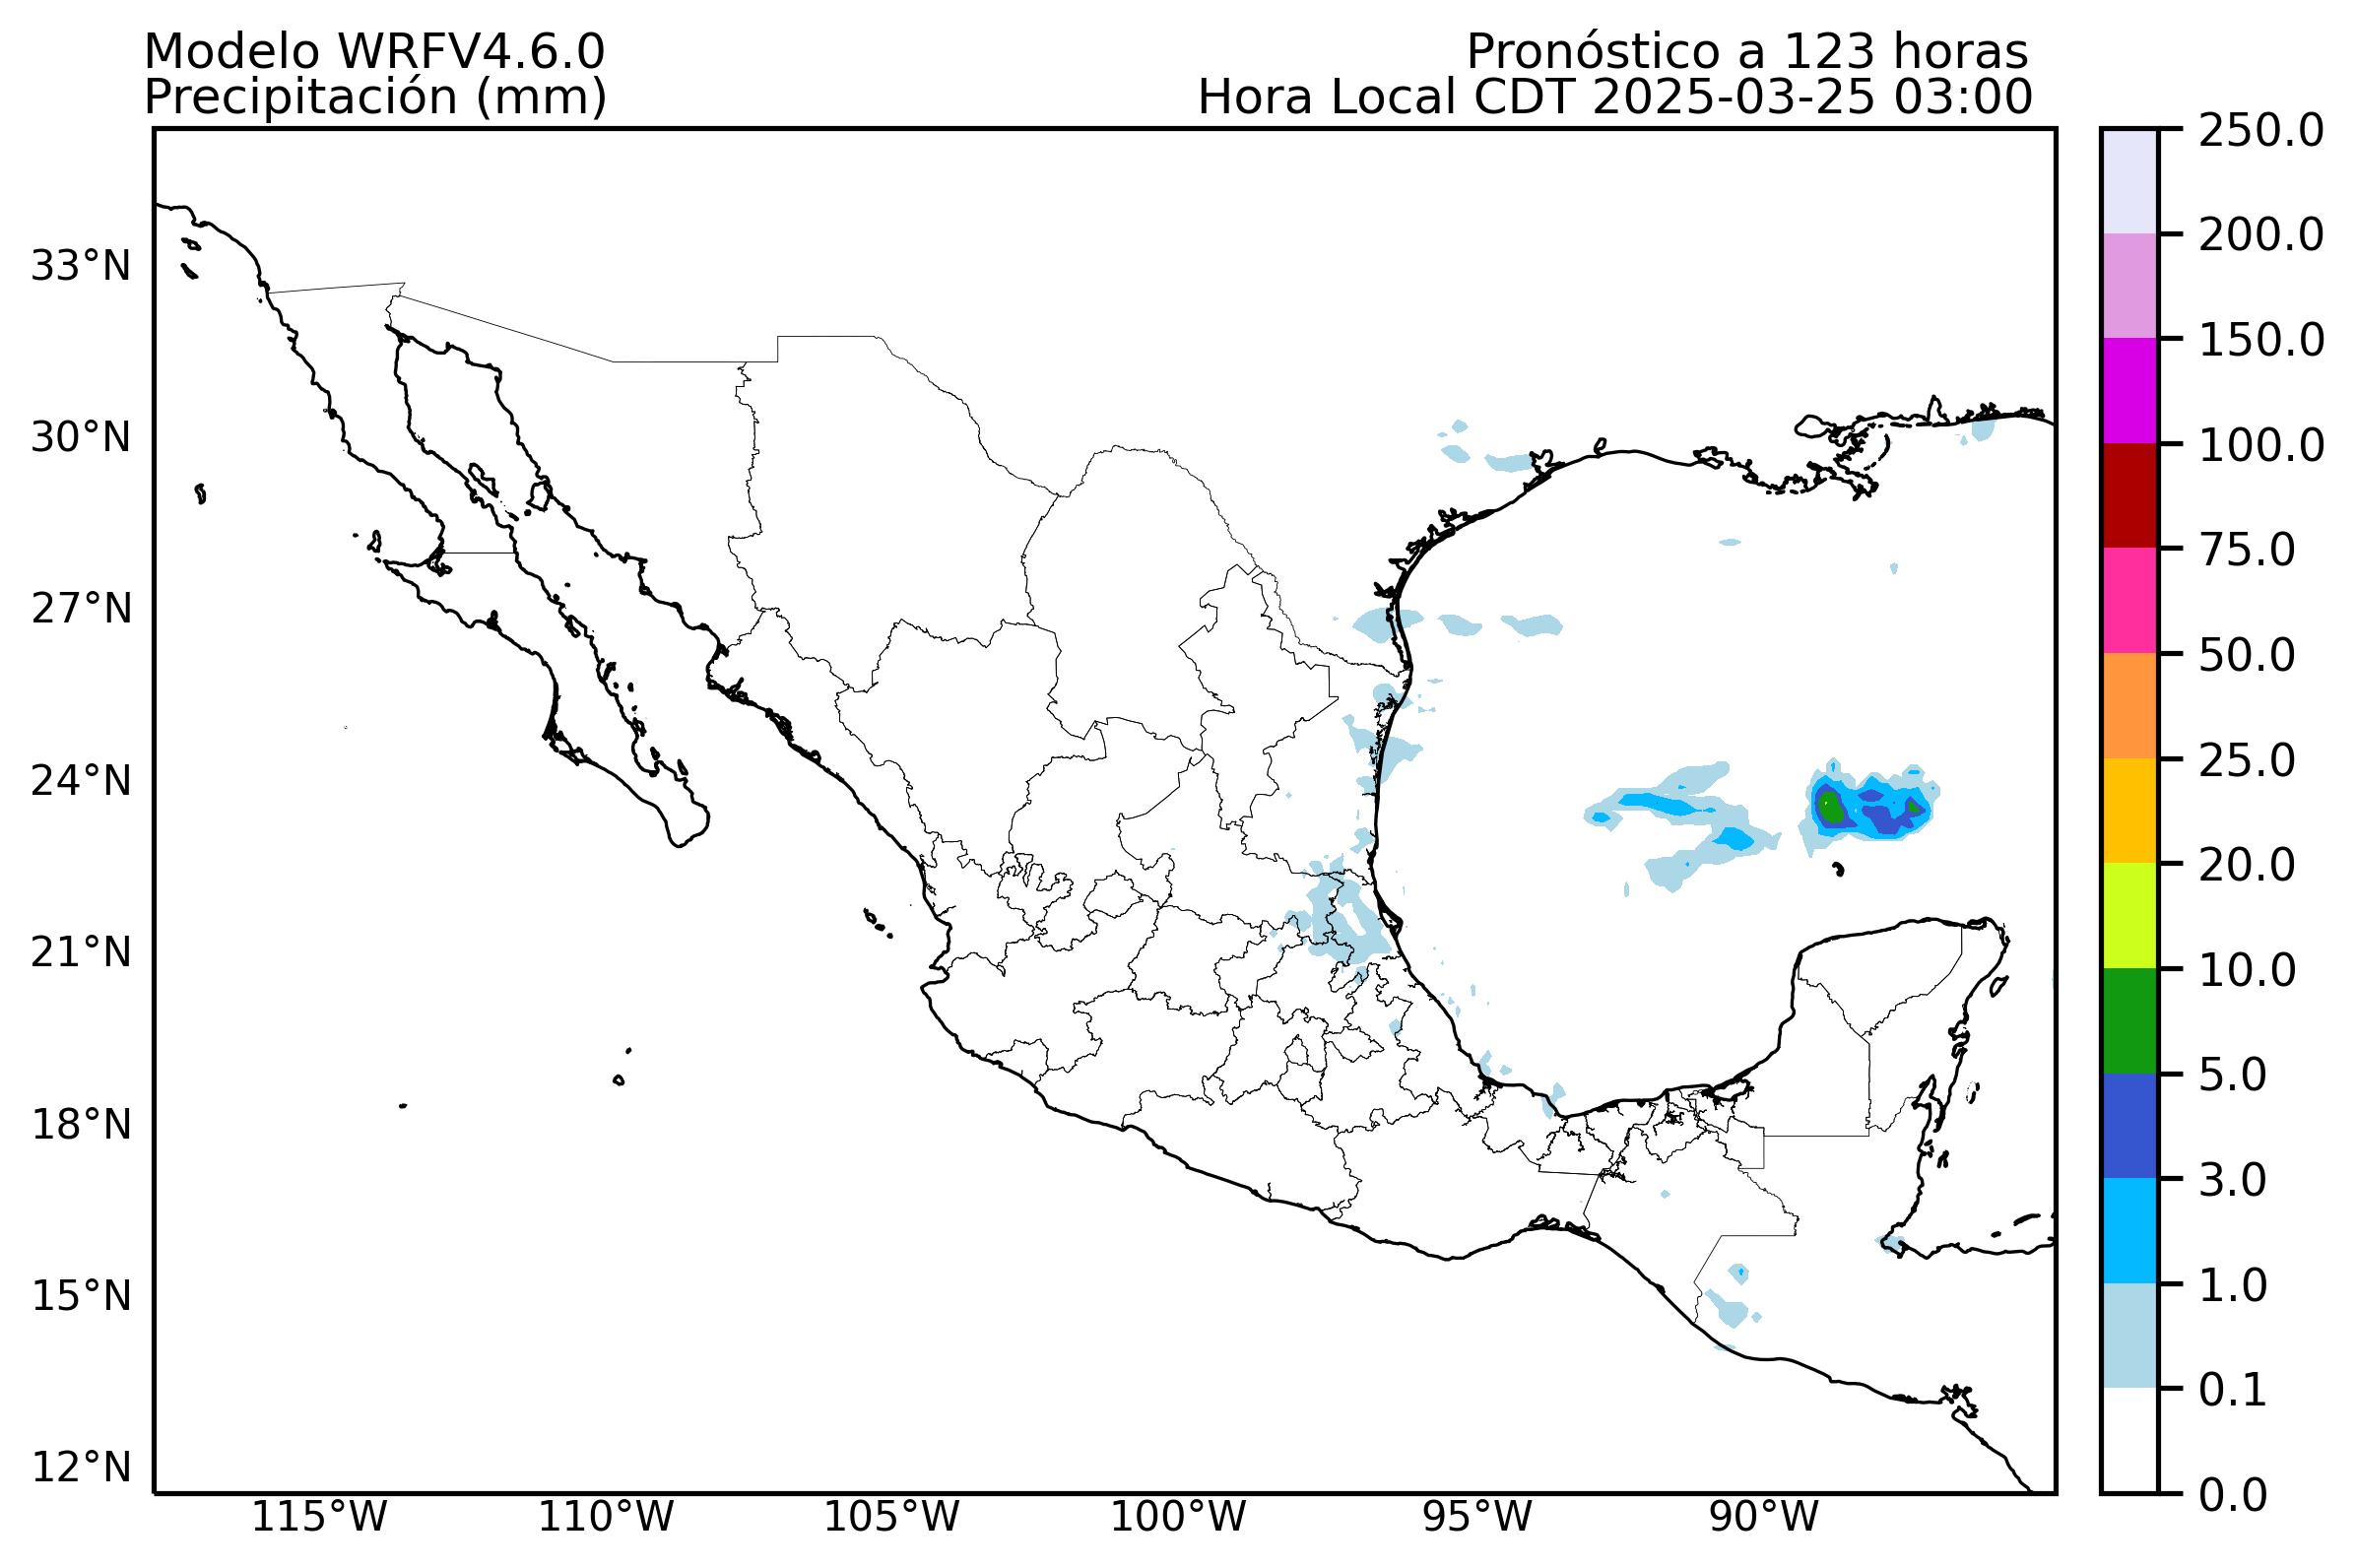 Modelo WRFV4.6.0
Precipitación (mm)
Pronóstico a 123 horas
Hora Local CDT 2025-03-25 03:00
33°N
30°N
27°N
24°N
21°N
18°N
15°N
12°N
115°W
110°W
105°W
100°W
95°W
90°W
250.0
200.0
150.0
100.0
75.0
50.0
25.0
20.0
10.0
5.0
3.0
1.0
0.1
0.0